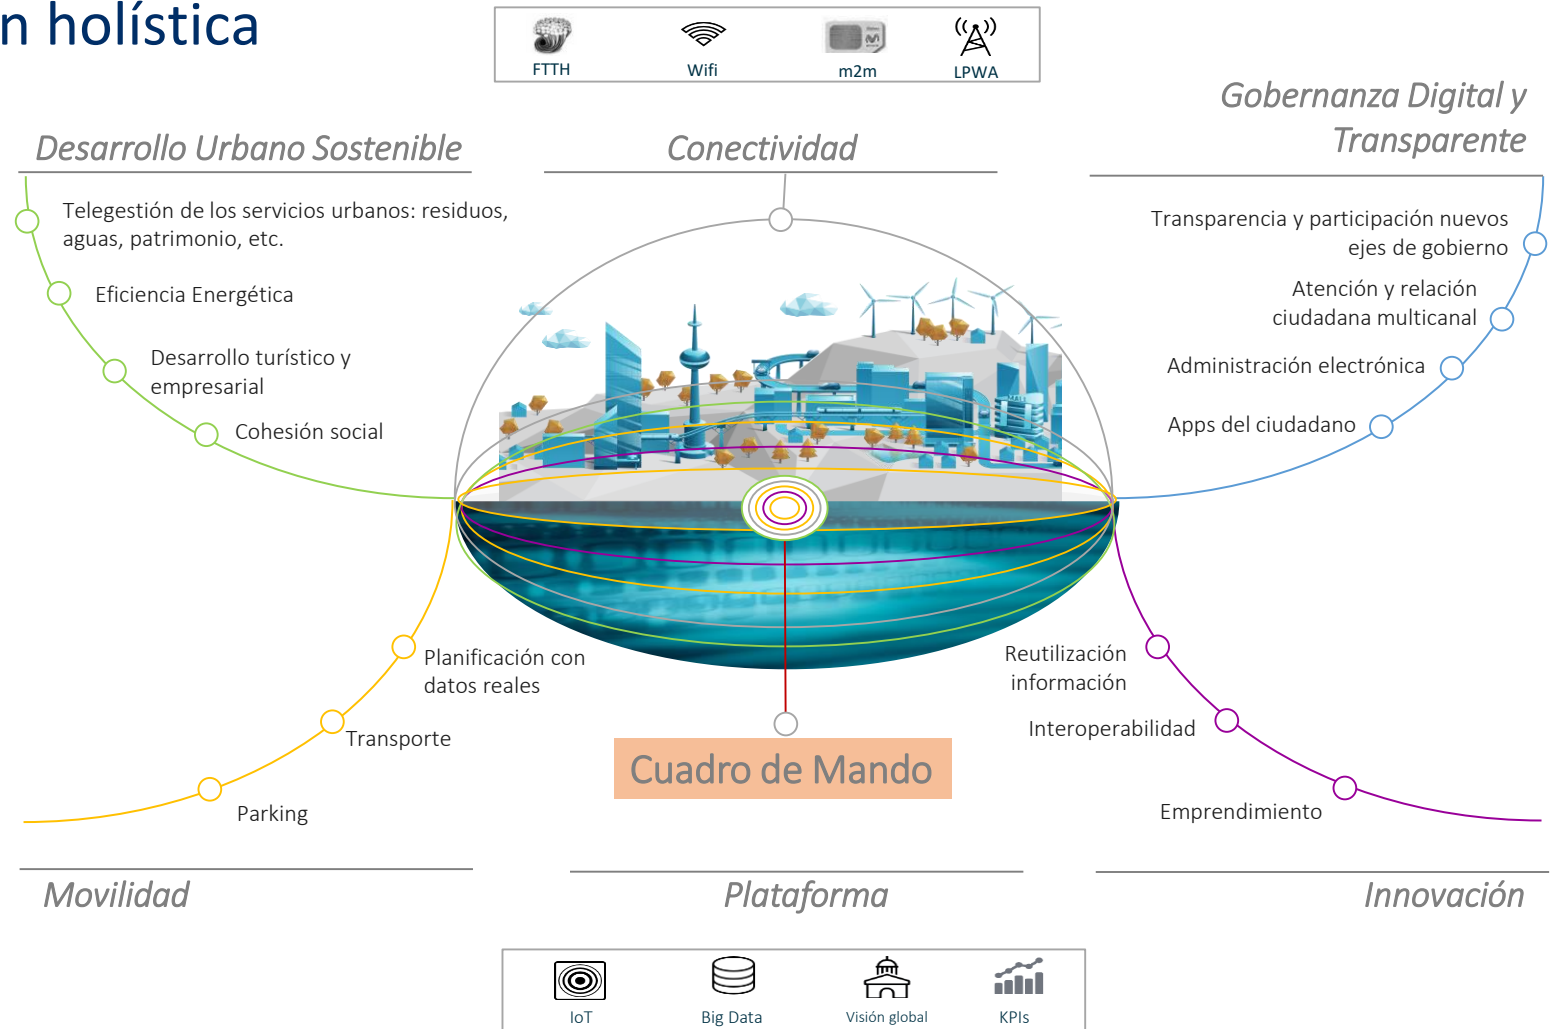 n holística
FTTH
Wifi
m2m
LPWA
Gobernanza Digital y
Transparente
Desarrollo Urbano Sostenible
Conectividad
Telegestión de los servicios urbanos: residuos,
aguas, patrimonio, etc.
Eficiencia Energética
Desarrollo turístico y
empresarial
Cohesión social
Transparencia y participación nuevos
ejes de gobierno
Atención y relación
ciudadana multicanal
Administración electrónica
Apps del ciudadano
Planificación con
datos reales
Transporte
Parking
Reutilización
información
Interoperabilidad
Emprendimiento
Cuadro de Mando
Movilidad
Plataforma
Innovación
IoT
Big Data
Visión global
KPIs